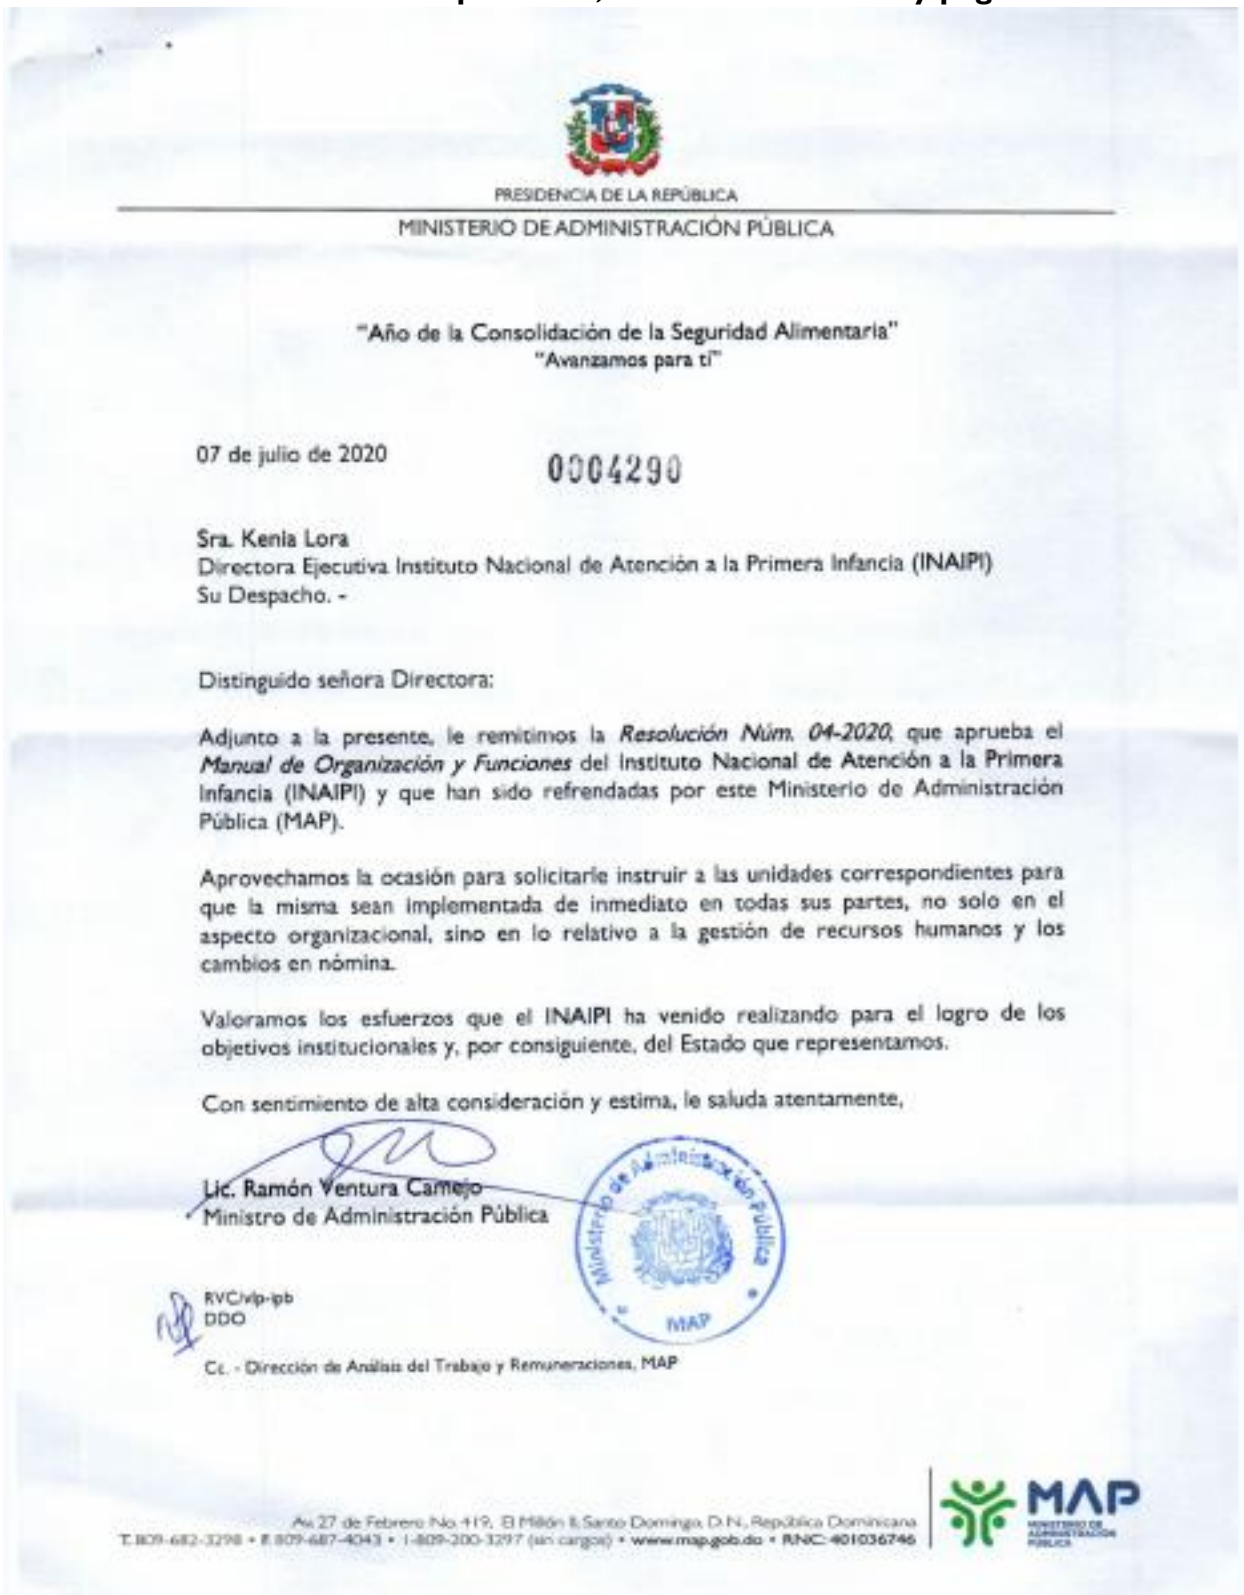 PRESIDENCIA DE LA REPÚBLICA
MINISTERIO DE ADMINISTRACIÓN PÚBLICA
"Año de la Consolidación de la Seguridad Alimentaria"
"Avanzamos para tí"
07 de julio de 2020
0004290
Sra. Kenia Lora
Directora Ejecutiva Instituto Nacional de Atención a la Primera Infancia (INAIPI)
Su Despacho. -
Distinguido señora Directora:
Adjunto a la presente, le remitimos la Resolución Núm. 04-2020, que aprueba el
Manual de Organización y Funciones del Instituto Nacional de Atención a la Primera
Infancia (INAIPI) y que han sido refrendadas por este Ministerio de Administración
Pública (MAP).
Aprovechamos la ocasión para solicitarle instruir a las unidades correspondientes para
que la misma sean implementada de inmediato en todas sus partes, no solo en el
aspecto organizacional, sino en lo relativo a la gestión de recursos humanos y los
cambios en nómina.
Valoramos los esfuerzos que el INAIPI ha venido realizando para el logro de los
objetivos institucionales y, por consiguiente, del Estado que representamos.
Con sentimiento de alta consideración y estima, le saluda atentamente,
Lic. Ramón Ventura Camejo
Ministro de Administración Pública
Ministerio de Administración Pública
MAP
RVC/vlp-ipb
DDO
Cc. - Dirección de Análisis del Trabajo y Remuneraciones, MAP
Av. 27 de Febrero No. 419, El Millón II, Santo Domingo, D. N., República Dominicana
T. 809-682-3298 • F. 809-687-4043 • 1-809-200-3297 (sin cargos) • www.map.gob.do • RNC: 401036746
MAP
MINISTERIO DE
ADMINISTRACIÓN
PÚBLICA